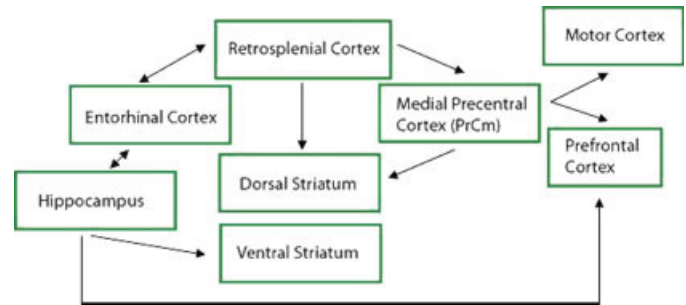 Retrosplenial Cortex
Motor Cortex
Entorhinal Cortex
Medial Precentral
Cortex (PrCm)
Prefrontal
Cortex
Dorsal Striatum
Hippocampus
Ventral Striatum